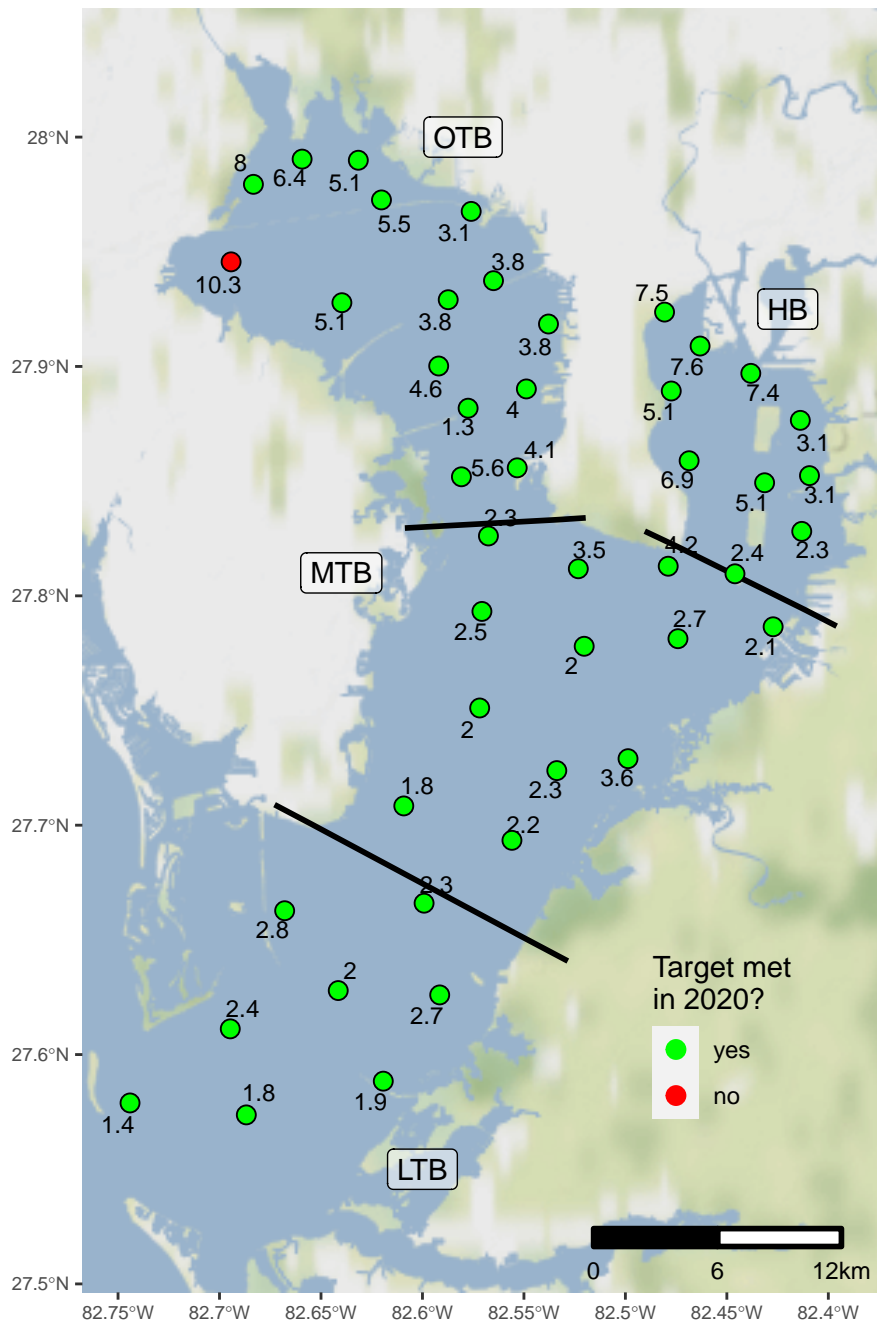 28°N
27.9°N
27.8°N
27.7°N
27.6°N
27.5°N
OTB
8
6.4
5.1
5.5
3.1
10.3
3.8
5.1
3.8
3.8
7.5
HB
7.6
4.6
4
5.1
7.4
1.3
3.1
4.1
5.6
6.9
5.1
3.1
2.3
2.3
MTB
3.5
4.2
2.4
2.5
2
2.7
2.1
2
2.3
3.6
1.8
2.2
2.3
2.8
2
2.7
2.4
1.9
1.4
1.8
LTB
Target met
in 2020?
yes
no
0 6 12km
82.75°W 82.7°W 82.65°W 82.6°W 82.55°W 82.5°W 82.45°W 82.4°W